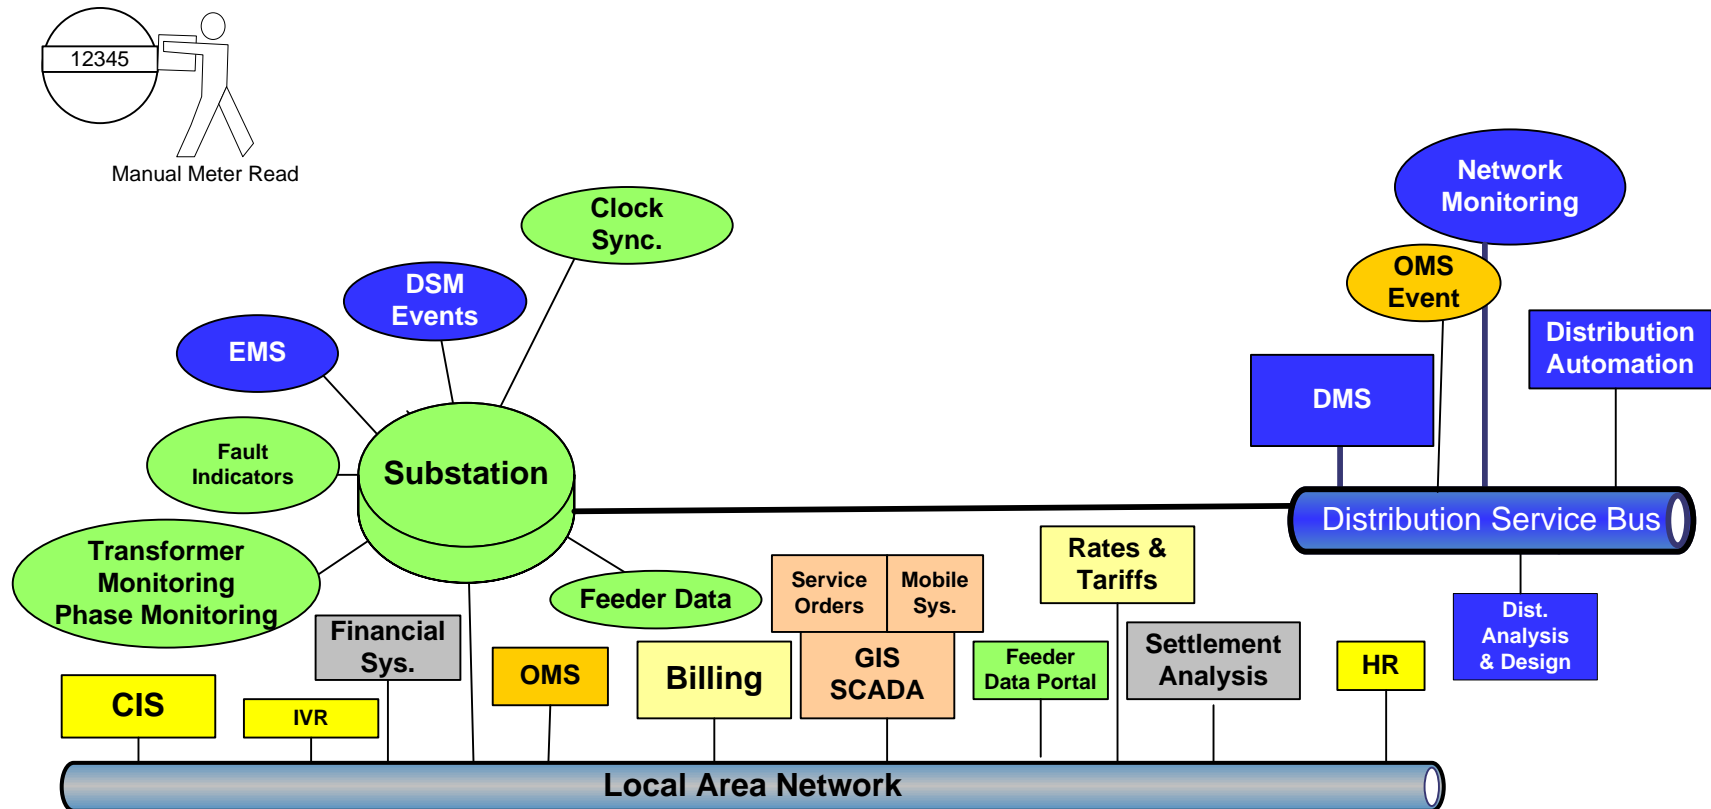 12345
Manual Meter Read
Clock
Sync.
Network
Monitoring
DSM
Events
OMS
Event
EMS
Distribution
Automation
DMS
Fault
Indicators
Substation
Distribution Service Bus
Transformer
Monitoring
Phase Monitoring
Feeder Data
Service
Orders
Mobile
Sys.
Rates &
Tariffs
Dist.
Analysis
& Design
Financial
Sys.
OMS
Billing
GIS
SCADA
Feeder
Data Portal
Settlement
Analysis
HR
CIS
IVR
Local Area Network